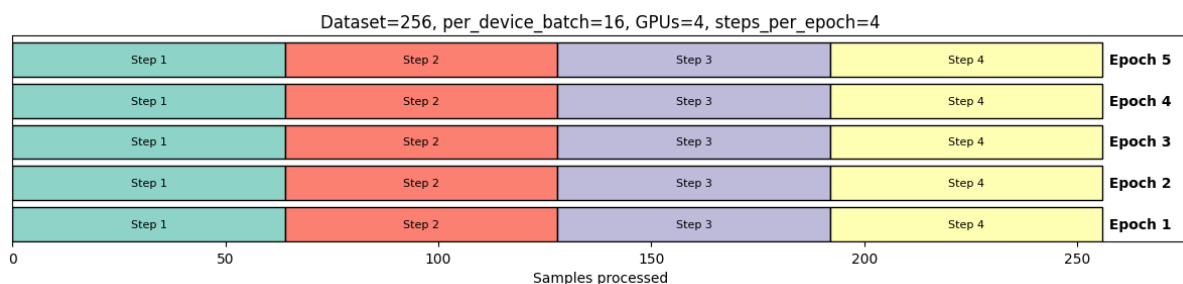 Dataset=256, per_device_batch=16, GPUs=4, steps_per_epoch=4
Step 1 Step 2 Step 3 Step 4 Epoch 5
Step 1 Step 2 Step 3 Step 4 Epoch 4
Step 1 Step 2 Step 3 Step 4 Epoch 3
Step 1 Step 2 Step 3 Step 4 Epoch 2
Step 1 Step 2 Step 3 Step 4 Epoch 1
0 50 100 150 200 250
Samples processed